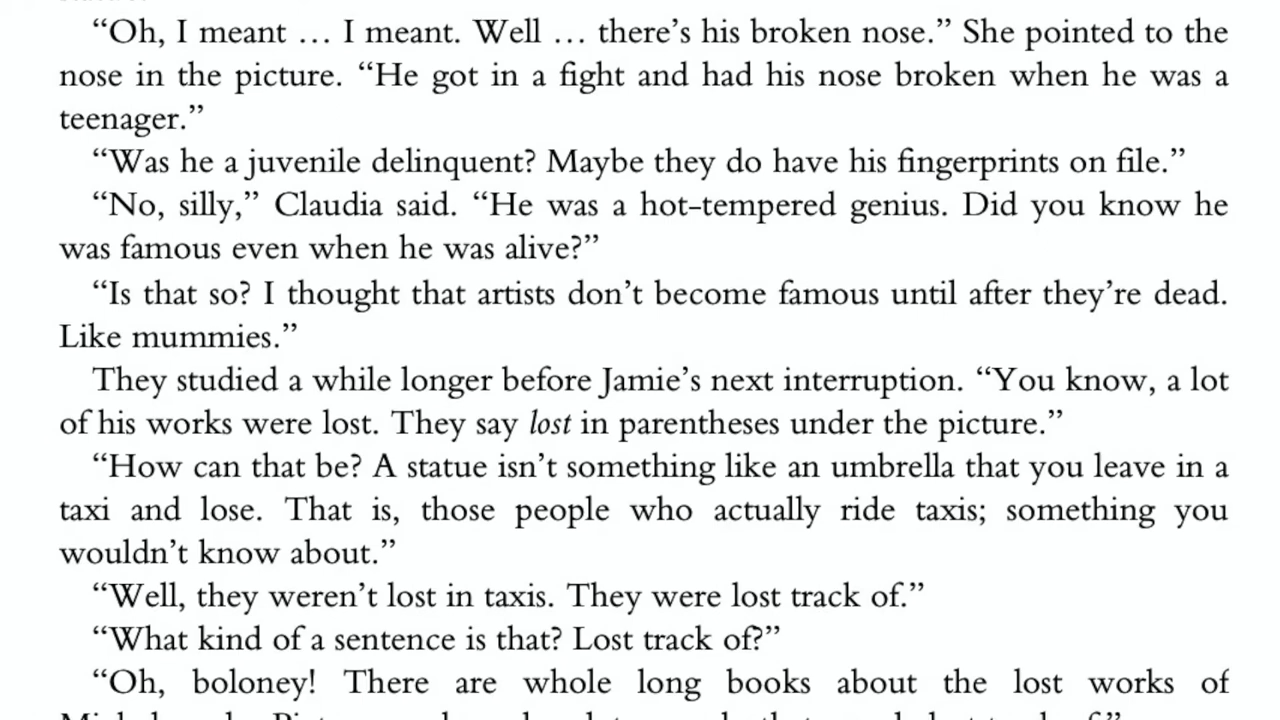 “Oh, I meant … I meant. Well … there’s his broken nose.” She pointed to the
nose in the picture. “He got in a fight and had his nose broken when he was a
teenager.”
“Was he a juvenile delinquent? Maybe they do have his fingerprints on file.”
“No, silly,” Claudia said. “He was a hot-tempered genius. Did you know he
was famous even when he was alive?”
“Is that so? I thought that artists don’t become famous until after they’re dead.
Like mummies.”
They studied a while longer before Jamie’s next interruption. “You know, a lot
of his works were lost. They say lost in parentheses under the picture.”
“How can that be? A statue isn’t something like an umbrella that you leave in a
taxi and lose. That is, those people who actually ride taxis; something you
wouldn’t know about.”
“Well, they weren’t lost in taxis. They were lost track of.”
“What kind of a sentence is that? Lost track of?”
“Oh, boloney! There are whole long books about the lost works of